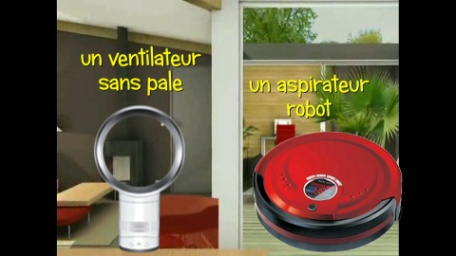 un ventilateur
sans pale
un aspirateur
robot